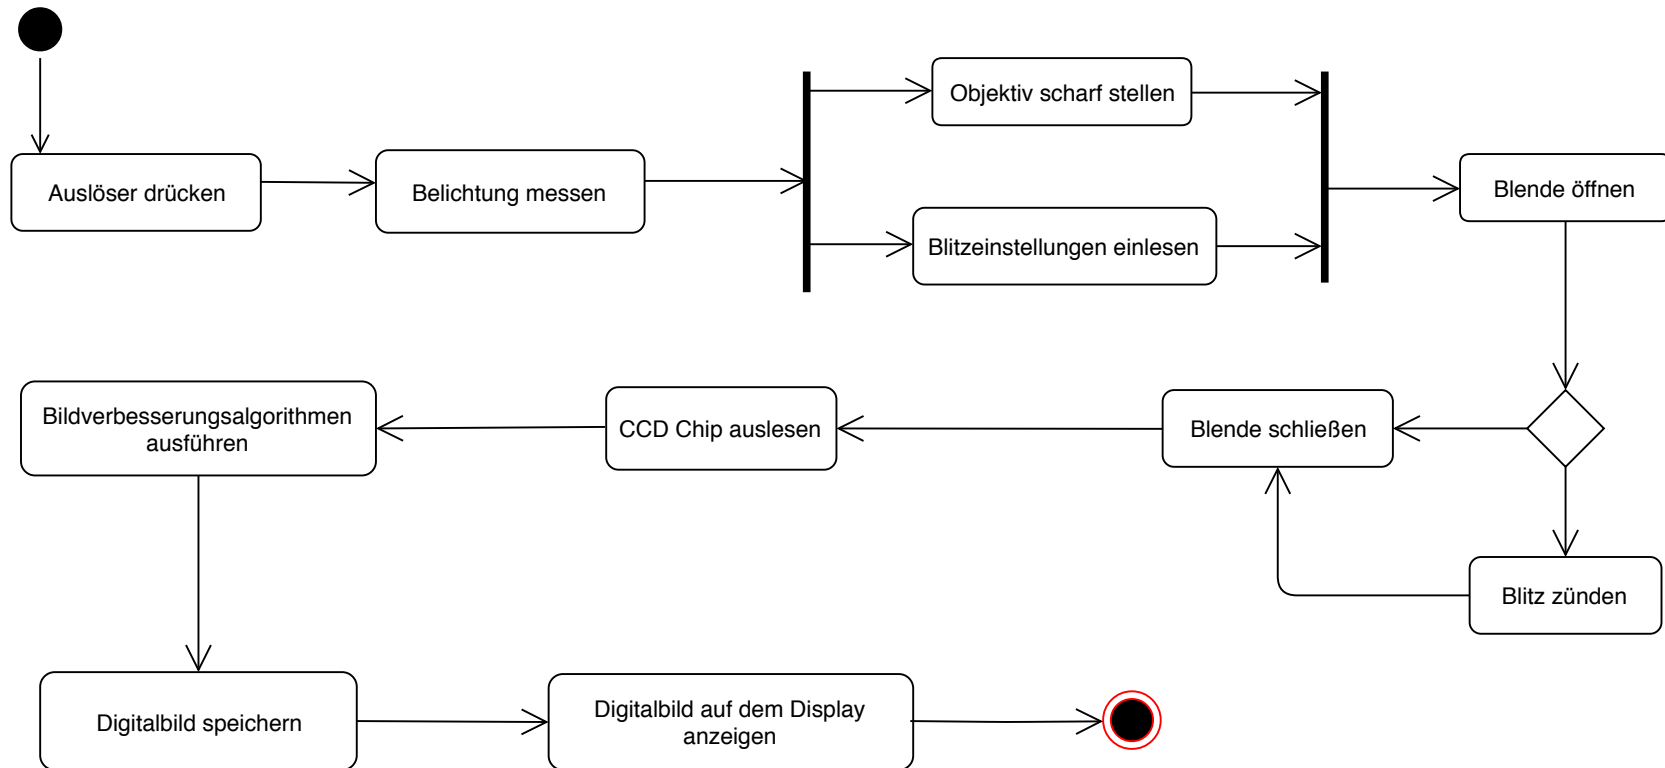 Objektiv scharf stellen
Auslöser drücken
Belichtung messen
Blitzeinstellungen einlesen
Blende öffnen
Bildverbesserungsalgorithmen
ausführen
CCD Chip auslesen
Blende schließen
Blitz zünden
Digitalbild speichern
Digitalbild auf dem Display
anzeigen